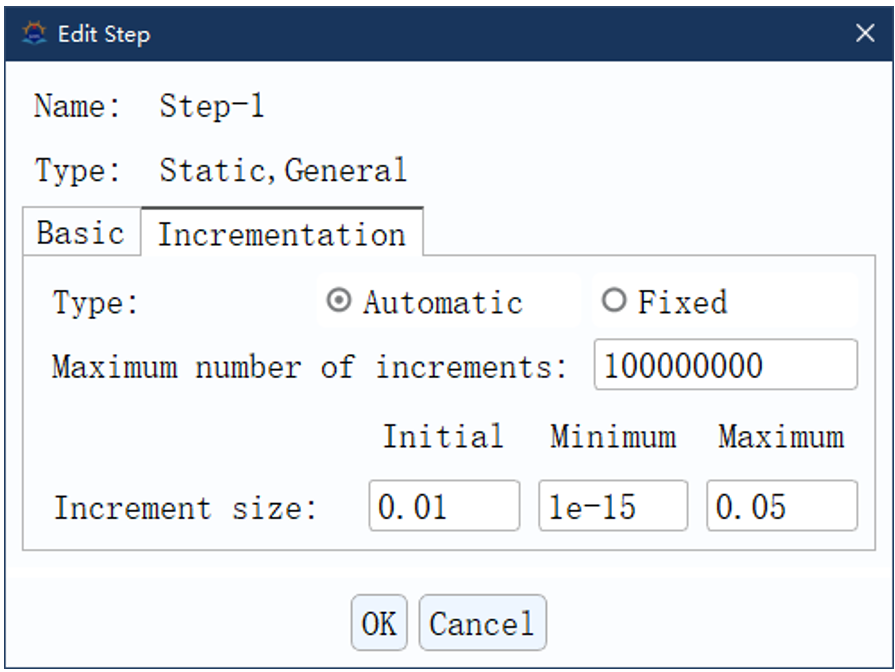 Edit Step
Name: Step-1
Type: Static,General
Basic Incrementation
Type: Automatic Fixed
Maximum number of increments: 100000000
Initial Minimum Maximum
Increment size: 0.01 1e-15 0.05
OK Cancel